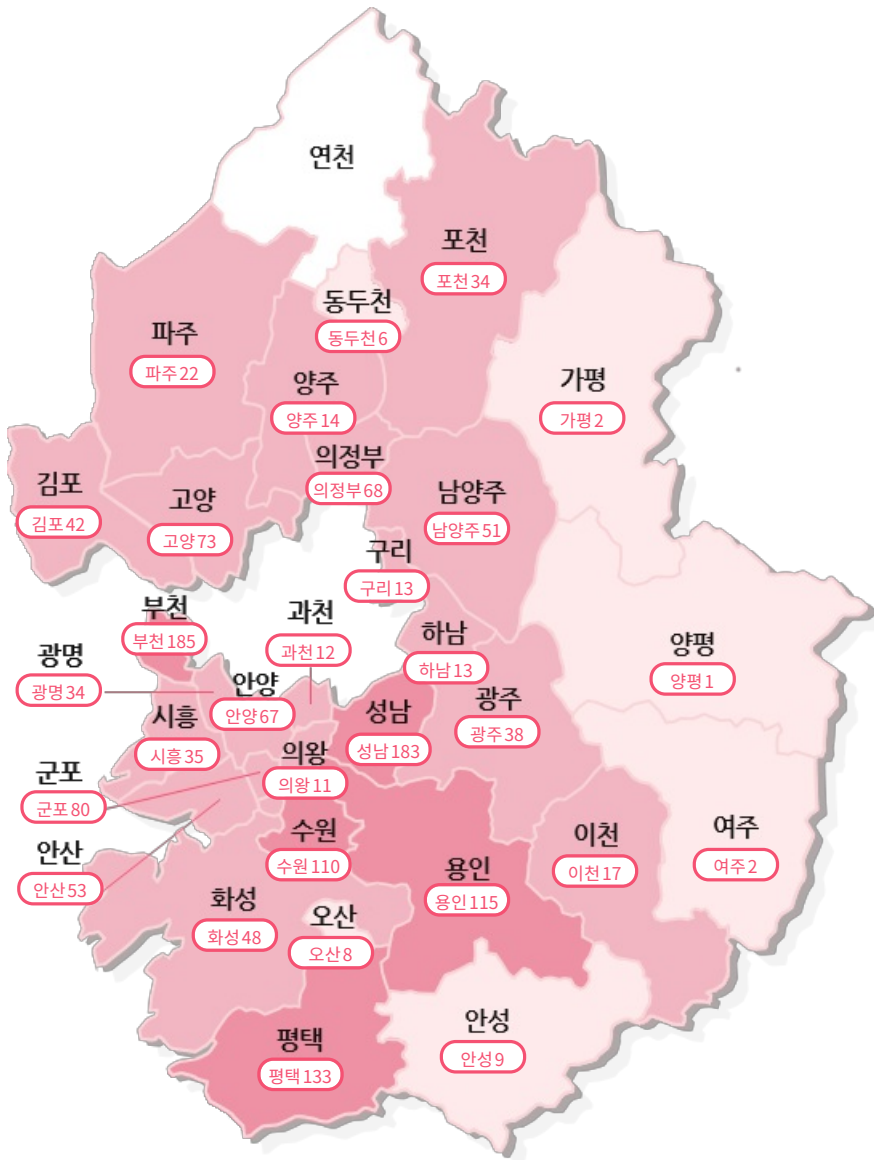 연천
포천
포천34
동두천
동두천6
파주
파주22
양주
양주14
가평
가평2
의정부
의정부68
김포
김포42
고양
고양73
남양주
남양주51
구리
구리13
부천
부천185
과천
과천12
하남
하남13
양평
양평1
광명
광명34
안양
안양67
시흥
시흥35
성남
성남183
광주
광주38
의왕
의왕11
군포
군포80
수원
수원110
이천
이천17
여주
여주2
안산
안산53
용인
용인115
화성
화성48
오산
오산8
안성
안성9
평택
평택133